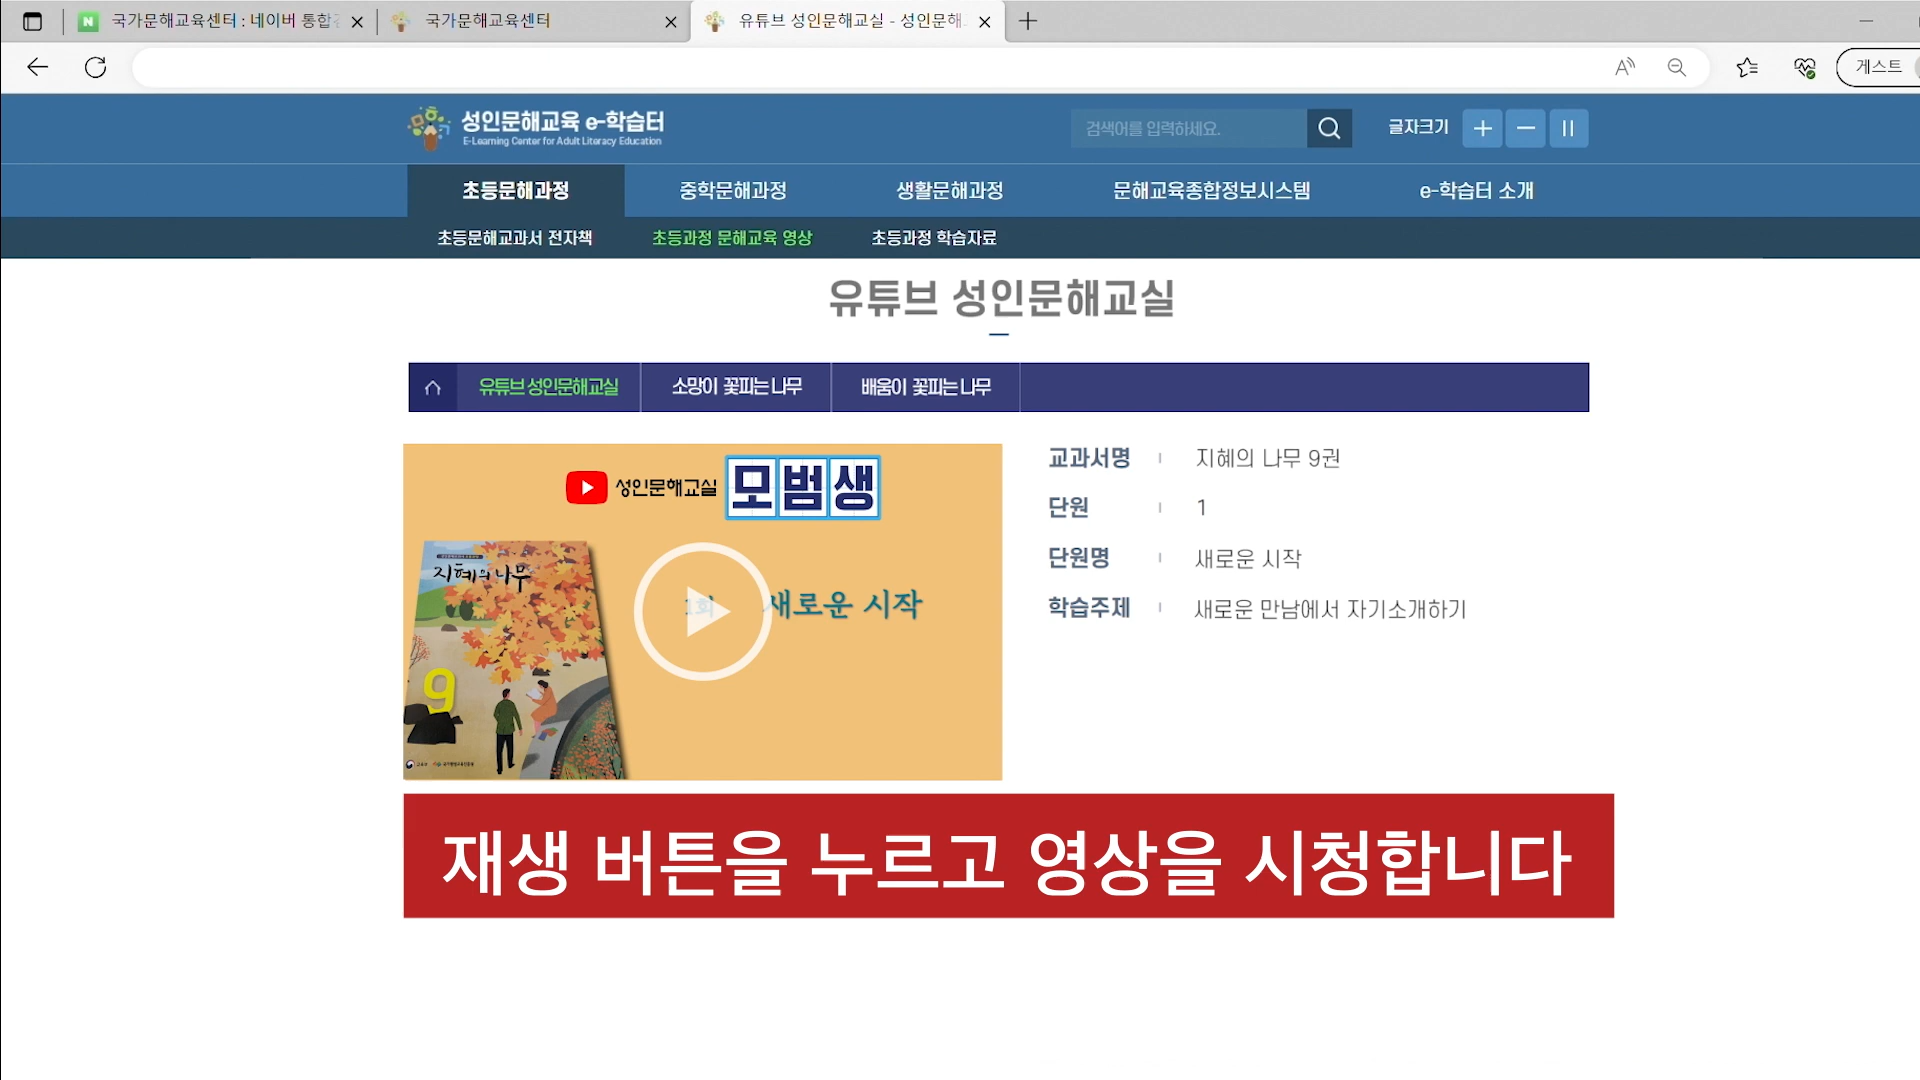 국가문해교육센터 : 네이버 통합검
국가문해교육센터
유튜브 성인문해교실 - 성인문해
게스트
성인문해교육 e-학습터
E-Learning Center for Adult Literacy Education
검색어를 입력하세요.
글자크기
초등문해과정
중학문해과정
생활문해과정
문해교육종합정보시스템
e-학습터 소개
초등문해교과서 전자책
초등과정 문해교육 영상
초등과정 학습자료
유튜브 성인문해교실
유튜브 성인문해교실
소망이 꽃피는 나무
배움이 꽃피는 나무
성인문해교실 모범생
지혜의 나무
1회 새로운 시작
9
교과서명 지혜의 나무 9권
단원 1
단원명 새로운 시작
학습주제 새로운 만남에서 자기소개하기
재생 버튼을 누르고 영상을 시청합니다